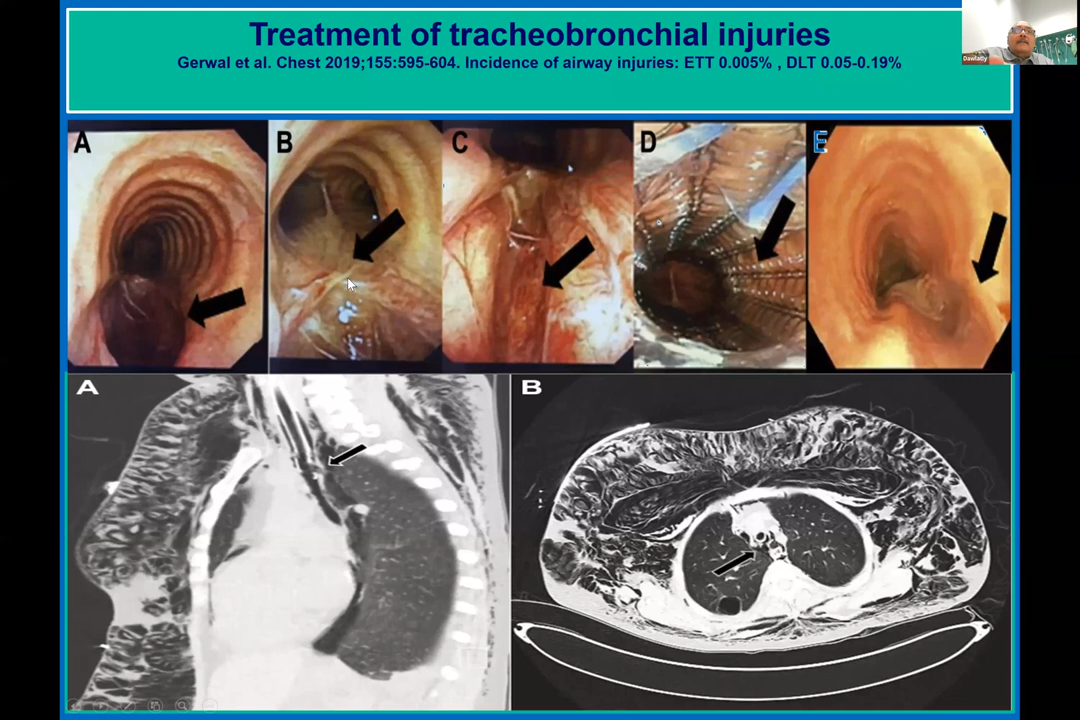 Treatment of tracheobronchial injuries
Gerwal et al. Chest 2019;155:595-604. Incidence of airway injuries: ETT 0.005% , DLT 0.05-0.19%
Dawlatly
A
B
C
D
E
A
B